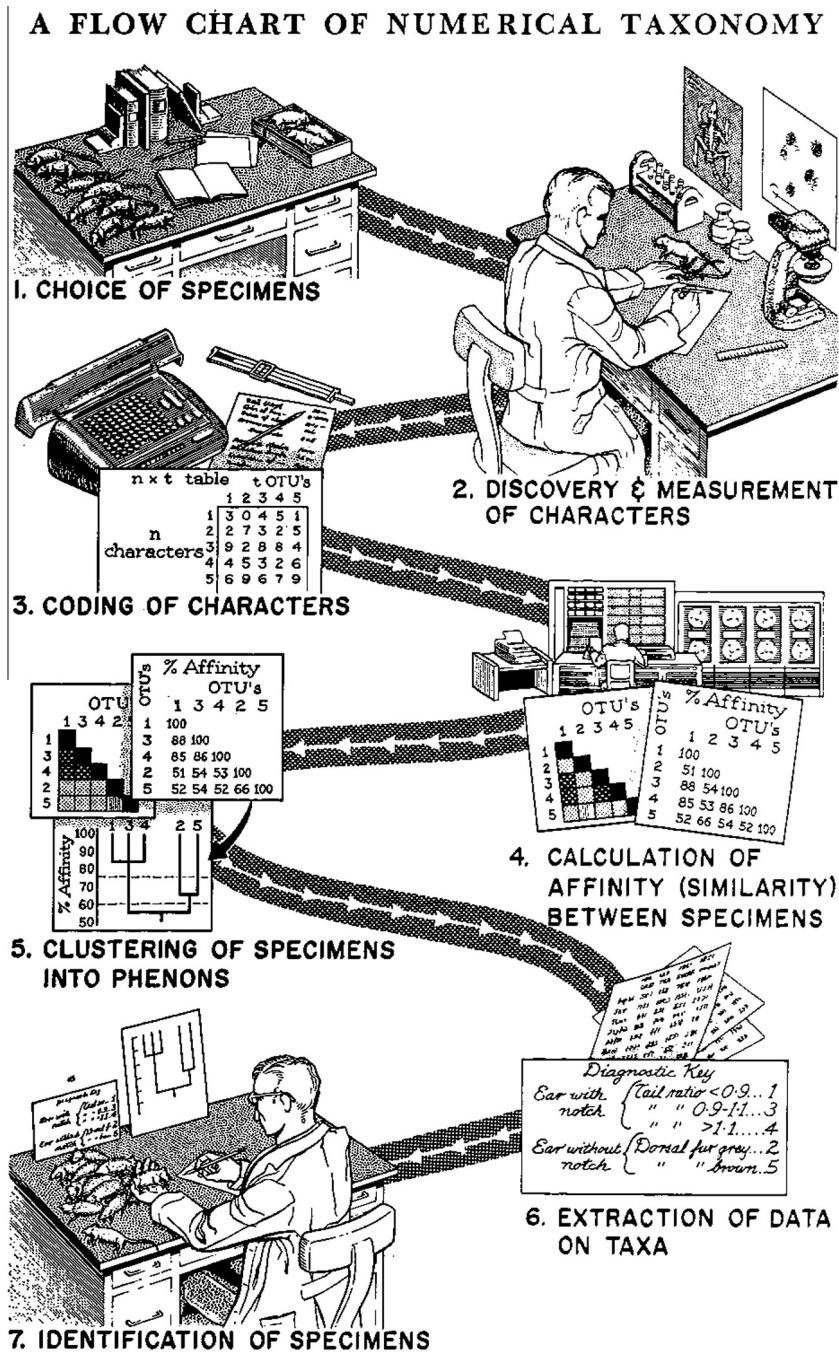 A FLOW CHART OF NUMERICAL TAXONOMY
1. CHOICE OF SPECIMENS
2. DISCOVERY & MEASUREMENT
OF CHARACTERS
n x t table t OTU's
1 2 3 4 5
n
characters
1 3 0 4 5 1
2 2 7 3 2 5
3 9 2 8 8 4
4 4 5 3 2 6
5 6 9 6 7 9
3. CODING OF CHARACTERS
OTU's
1 2 3 4 5
1
2
3
4
5
% Affinity
OTU's
OTU's
1 2 3 4 5
1 100
2 51 100
3 88 54 100
4 85 53 86 100
5 52 66 54 52 100
4. CALCULATION OF
AFFINITY (SIMILARITY)
BETWEEN SPECIMENS
OTU
1 3 4 2
1
3
4
2
5
% Affinity
OTU's
OTU's
1 3 4 2 5
1 100
3 88 100
4 85 86 100
2 51 54 53 100
5 52 54 52 66 100
% Affinity
1 3 4 2 5
100
90
80
70
60
50
5. CLUSTERING OF SPECIMENS
INTO PHENONS
Diagnostic Key
Ear with notch { Tail ratio <0·9...1
" " 0·9-1·1...3
" " >1·1.....4
Ear without notch { Dorsal fur grey...2
" " brown..5
6. EXTRACTION OF DATA
ON TAXA
7. IDENTIFICATION OF SPECIMENS